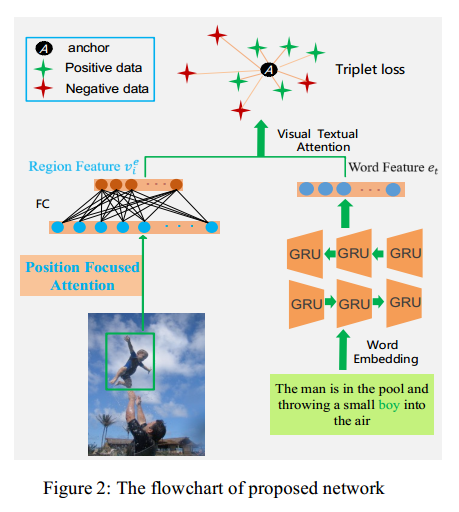 A anchor
Positive data
Negative data
A
Triplet loss
Visual Textual
Attention
Region Feature v_i^e
Word Feature e_t
FC
Position Focused
Attention
GRU GRU GRU
GRU GRU GRU
Word
Embedding
The man is in the pool and
throwing a small boy into
the air
Figure 2: The flowchart of proposed network